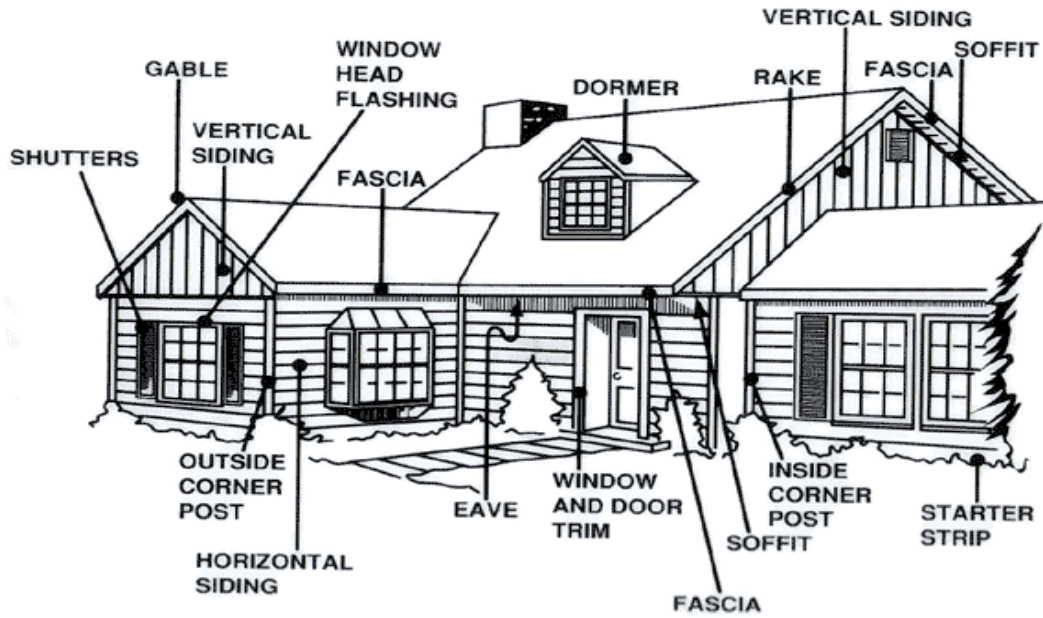 VERTICAL SIDING
SOFFIT
WINDOW
HEAD
FLASHING
GABLE
DORMER
RAKE
FASCIA
VERTICAL
SIDING
SHUTTERS
FASCIA
OUTSIDE
CORNER
POST
EAVE
WINDOW
AND DOOR
TRIM
INSIDE
CORNER
POST
SOFFIT
STARTER
STRIP
HORIZONTAL
SIDING
FASCIA